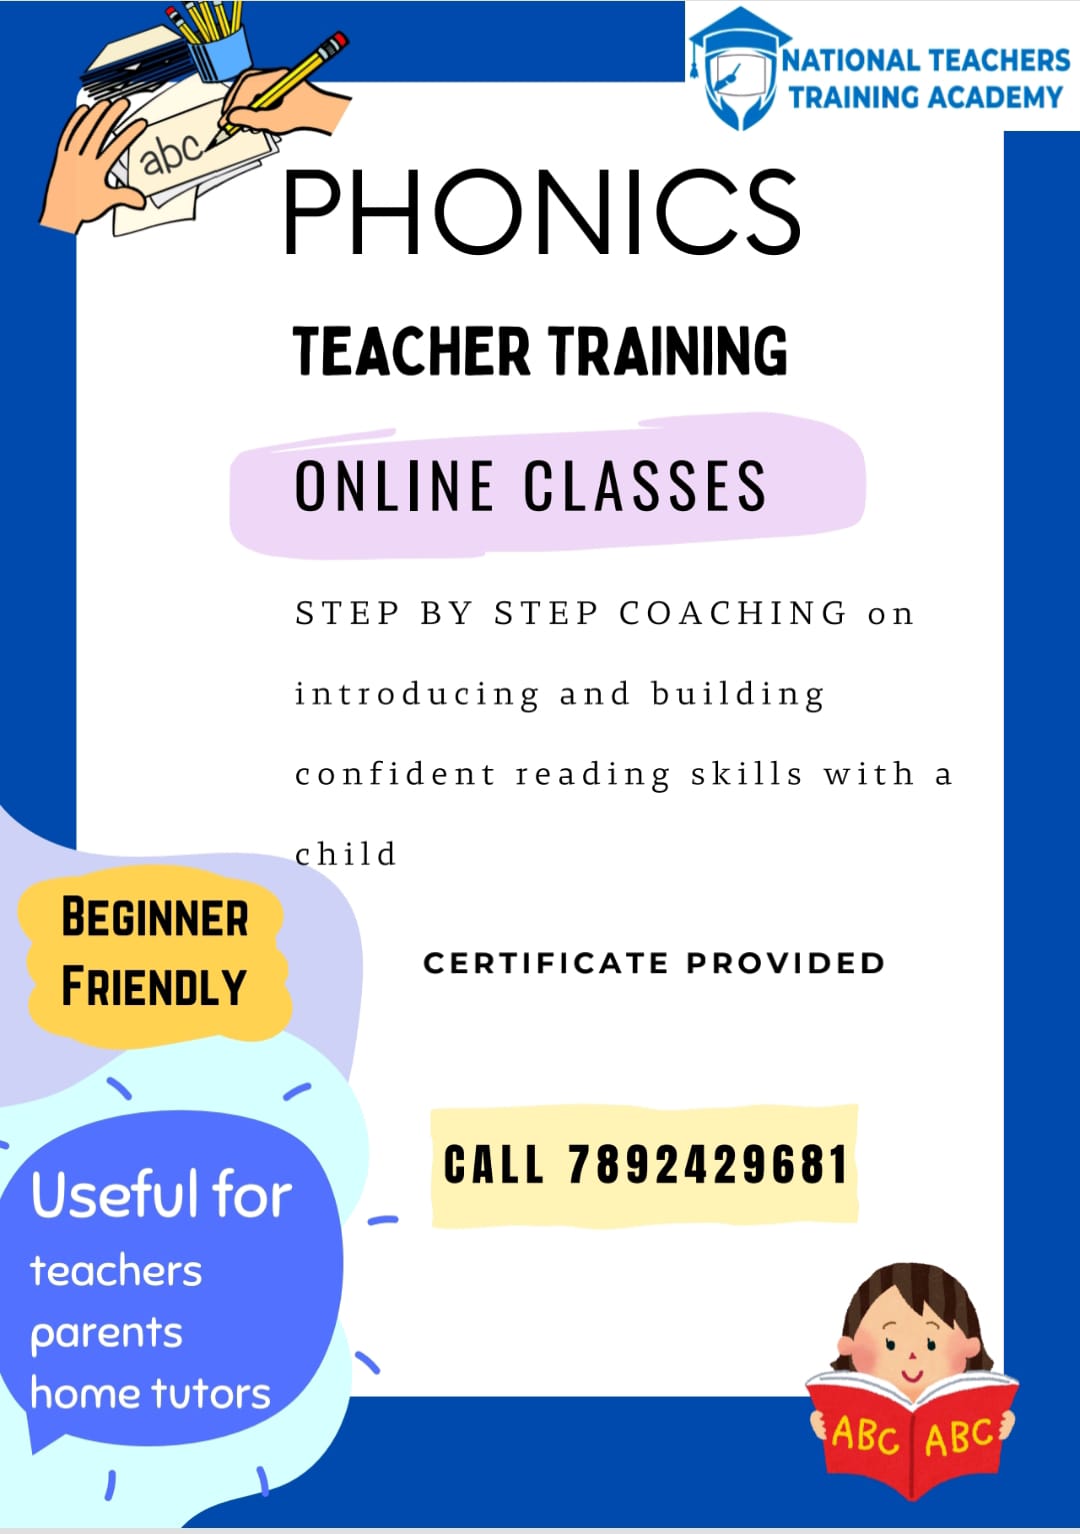 NATIONAL TEACHERS
TRAINING ACADEMY
abc
PHONICS
TEACHER TRAINING
ONLINE CLASSES
STEP BY STEP COACHING on
introducing and building
confident reading skills with a
child
BEGINNER
FRIENDLY
CERTIFICATE PROVIDED
CALL 7892429681
Useful for
teachers
parents
home tutors
ABC ABC